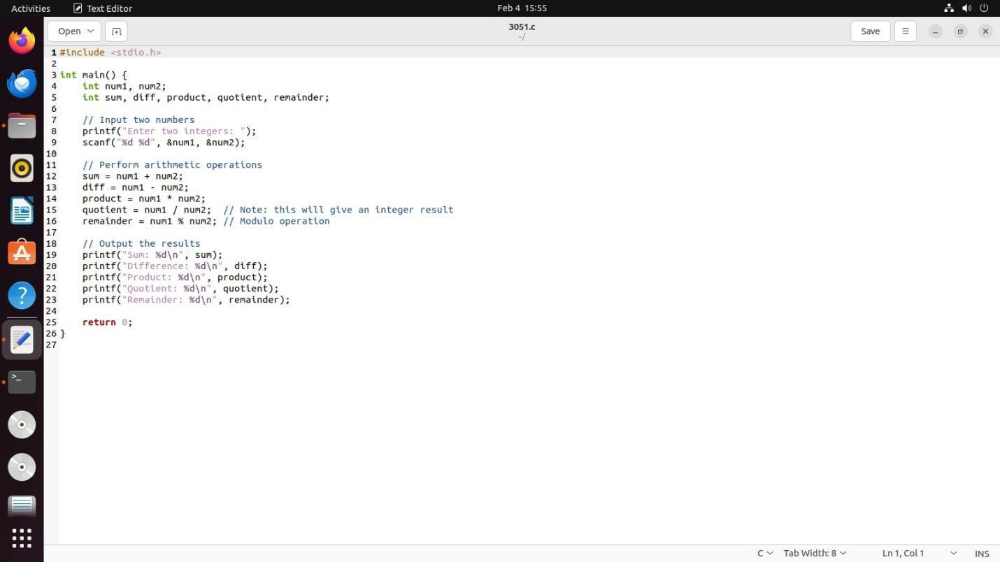 Activities Text Editor Feb 4 15:55
Open 3051.c Save
~/
1 #include <stdio.h>
2
3 int main() {
4     int num1, num2;
5     int sum, diff, product, quotient, remainder;
6
7     // Input two numbers
8     printf("Enter two integers: ");
9     scanf("%d %d", &num1, &num2);
10
11     // Perform arithmetic operations
12     sum = num1 + num2;
13     diff = num1 - num2;
14     product = num1 * num2;
15     quotient = num1 / num2;  // Note: this will give an integer result
16     remainder = num1 % num2; // Modulo operation
17
18     // Output the results
19     printf("Sum: %d\n", sum);
20     printf("Difference: %d\n", diff);
21     printf("Product: %d\n", product);
22     printf("Quotient: %d\n", quotient);
23     printf("Remainder: %d\n", remainder);
24
25     return 0;
26 }
27
C Tab Width: 8 Ln 1, Col 1 INS